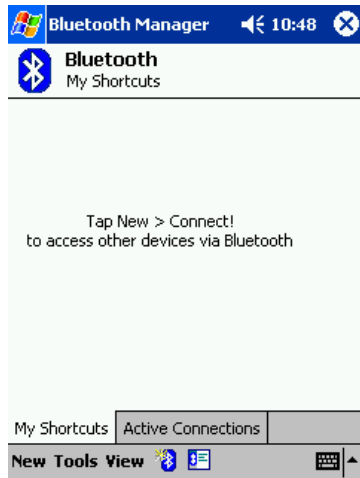 Bluetooth Manager 10:48
Bluetooth
My Shortcuts
Tap New > Connect!
to access other devices via Bluetooth
My Shortcuts Active Connections
New Tools View